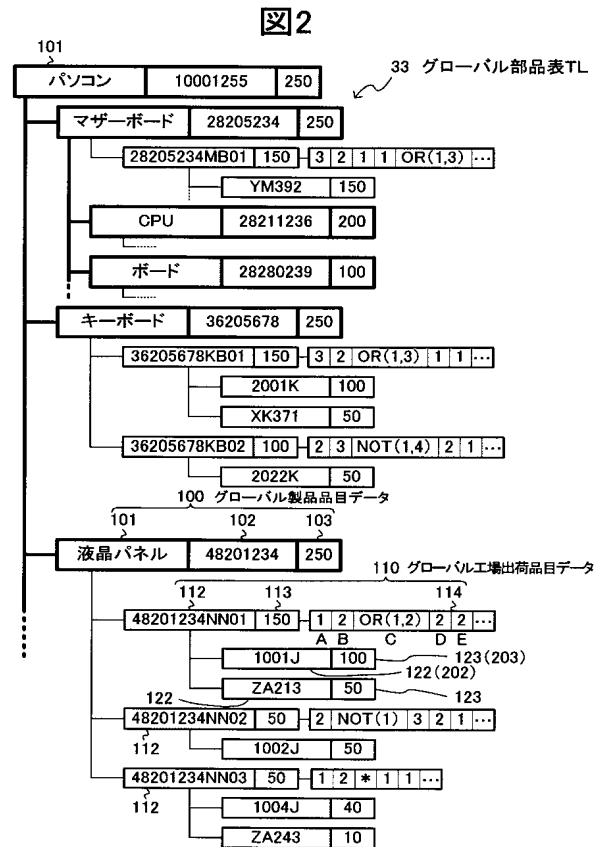 図2
101
パソコン 10001255 250
33 グローバル部品表TL
マザーボード 28205234 250
28205234MB01 150 3 2 1 1 OR(1,3) ...
YM392 150
CPU 28211236 200
ボード 28280239 100
キーボード 36205678 250
36205678KB01 150 3 2 OR(1,3) 1 1 ...
2001K 100
XK371 50
36205678KB02 100 2 3 NOT(1,4) 2 1 ...
2022K 50
100 グローバル製品品目データ
101 102 103
液晶パネル 48201234 250
110 グローバル工場出荷品目データ
112 113 114
48201234NN01 150 1 2 OR(1,2) 2 2 ...
A B C D E
1001J 100 123(203)
122(202)
ZA213 50 123
122
48201234NN02 50 2 NOT(1) 3 2 1 ...
112
1002J 50
48201234NN03 50 1 2 * 1 1 ...
112
1004J 40
ZA243 10